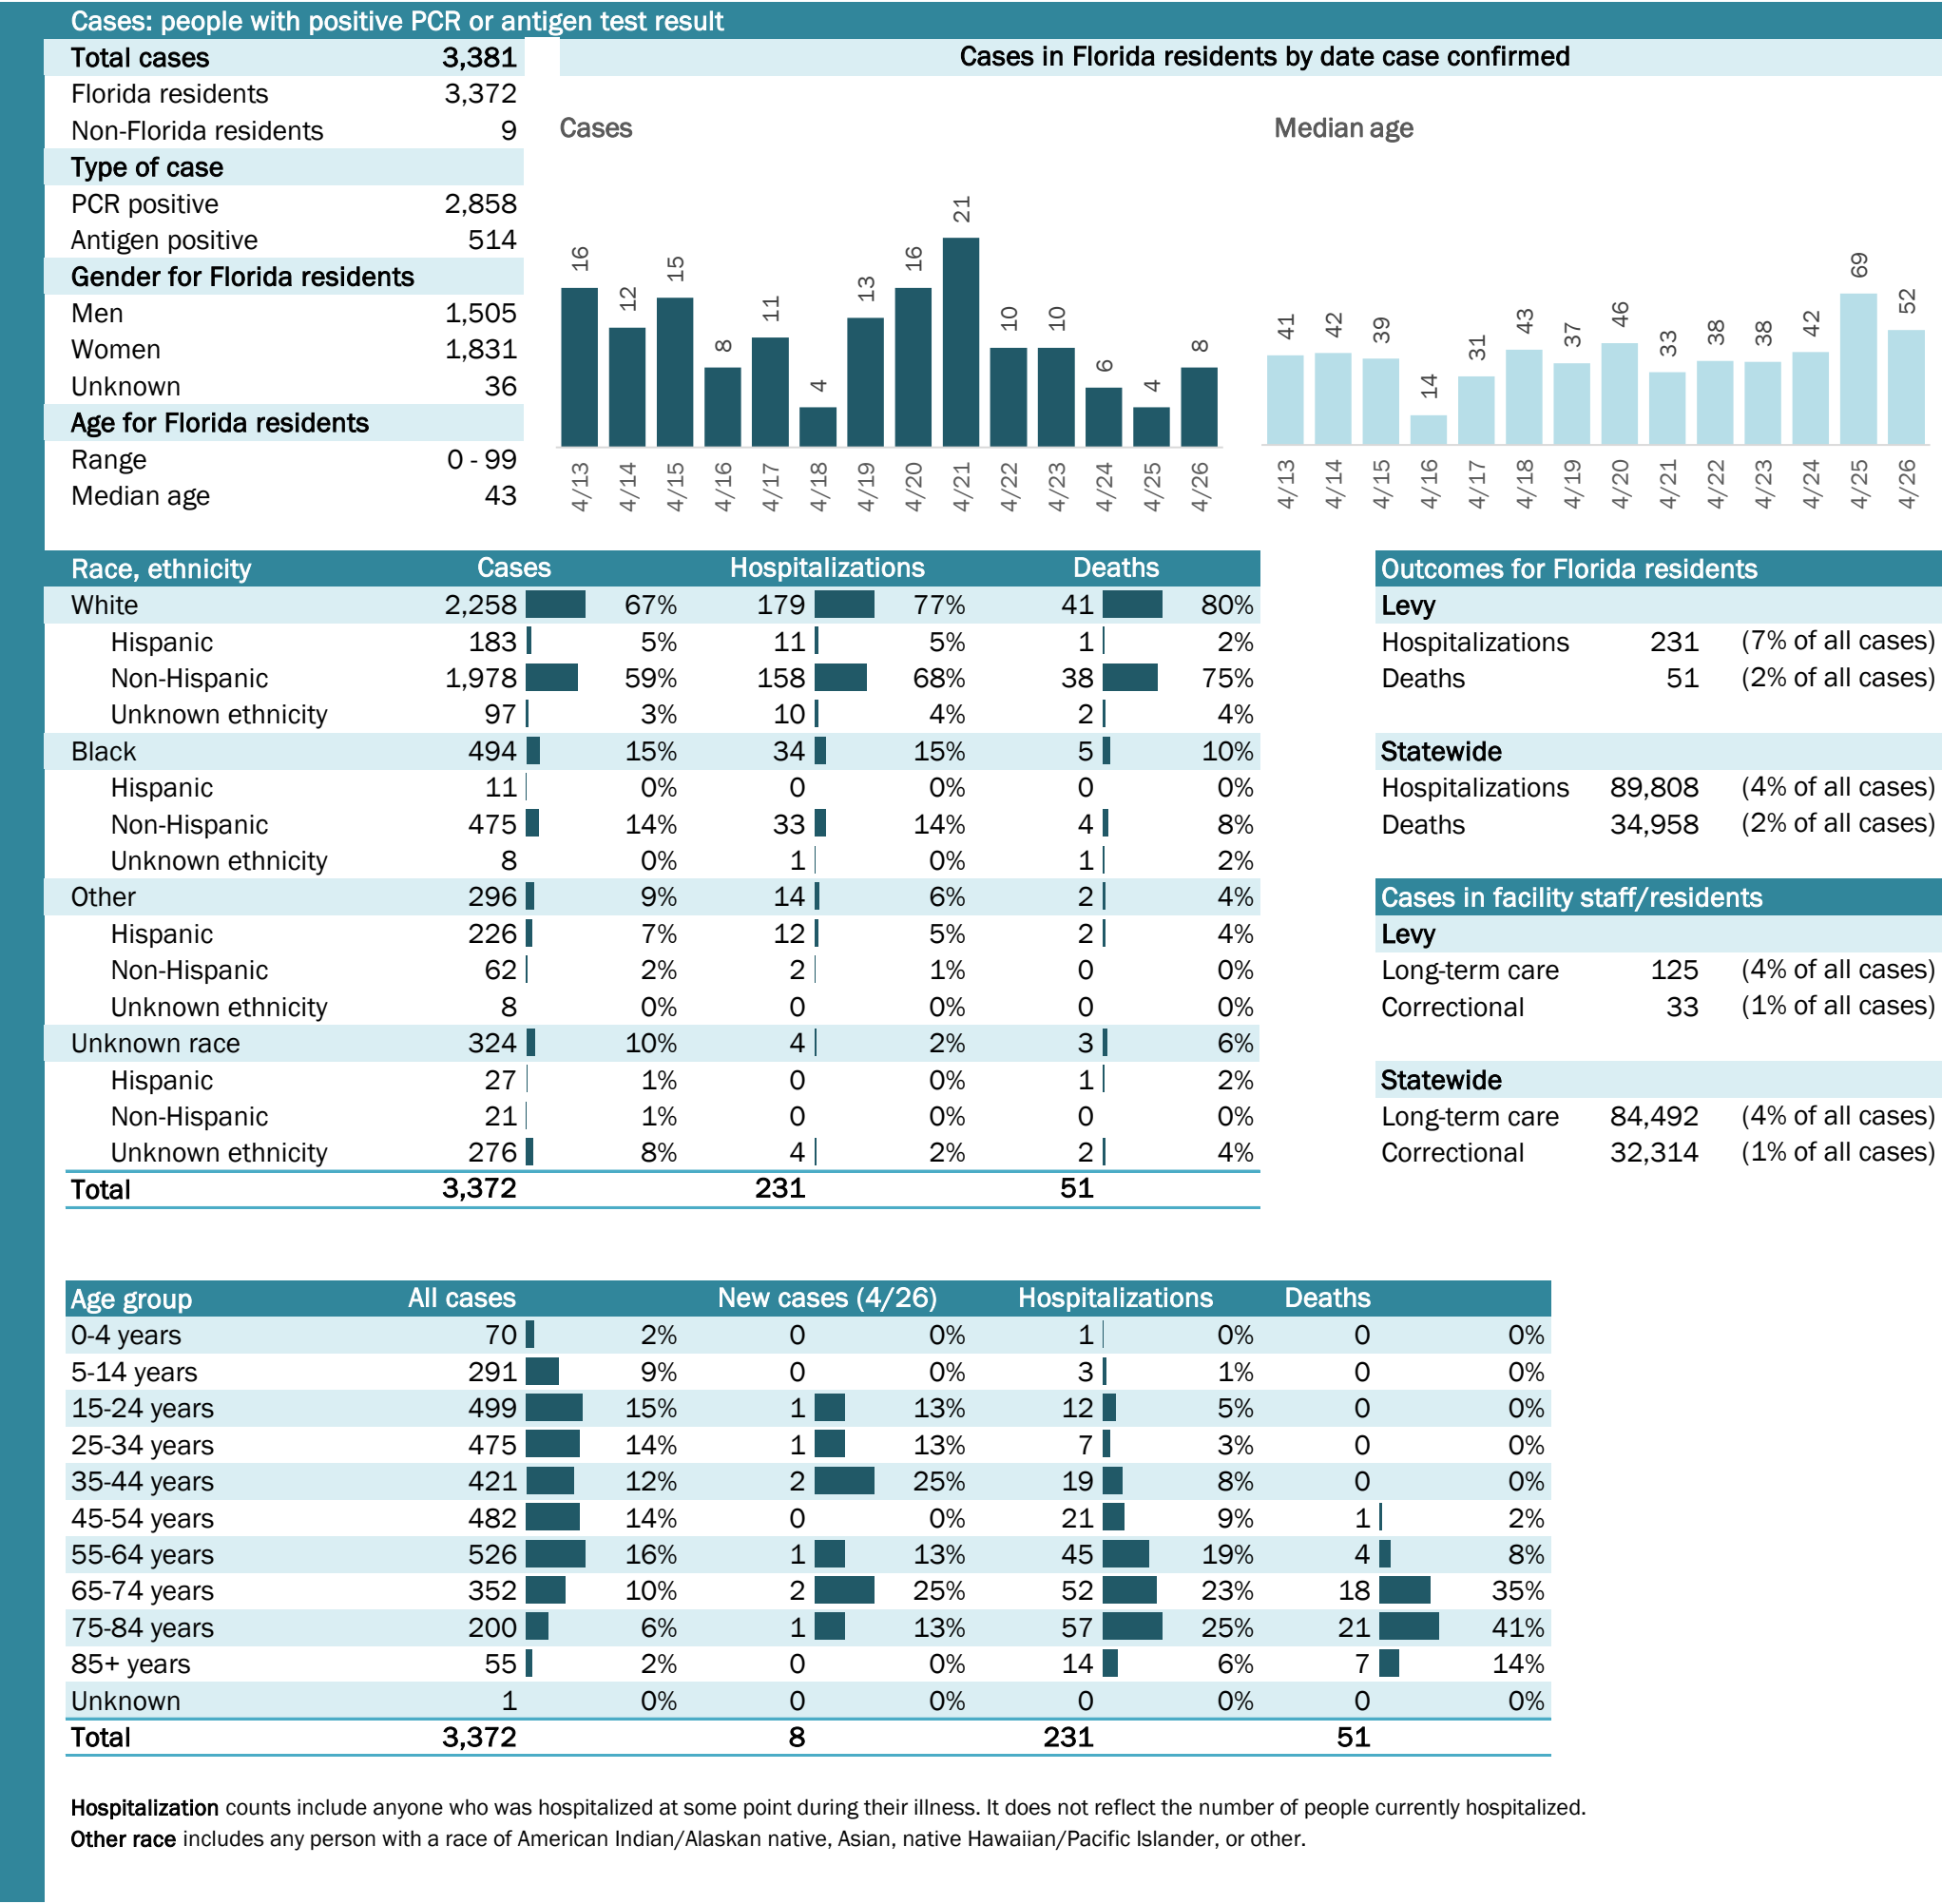 Cases: people with positive PCR or antigen test result
Total cases 3,381
Florida residents 3,372
Non-Florida residents 9
Type of case
PCR positive 2,858
Antigen positive 514
Gender for Florida residents
Men 1,505
Women 1,831
Unknown 36
Age for Florida residents
Range 0 - 99
Median age 43
Cases in Florida residents by date case confirmed
Cases
16 12 15 8 11 4 13 16 21 10 10 6 4 8
4/13 4/14 4/15 4/16 4/17 4/18 4/19 4/20 4/21 4/22 4/23 4/24 4/25 4/26
Median age
41 42 39 14 31 43 37 46 33 38 38 42 69 52
4/13 4/14 4/15 4/16 4/17 4/18 4/19 4/20 4/21 4/22 4/23 4/24 4/25 4/26
Race, ethnicity Cases Hospitalizations Deaths
White 2,258 67% 179 77% 41 80%
Hispanic 183 5% 11 5% 1 2%
Non-Hispanic 1,978 59% 158 68% 38 75%
Unknown ethnicity 97 3% 10 4% 2 4%
Black 494 15% 34 15% 5 10%
Hispanic 11 0% 0 0% 0 0%
Non-Hispanic 475 14% 33 14% 4 8%
Unknown ethnicity 8 0% 1 0% 1 2%
Other 296 9% 14 6% 2 4%
Hispanic 226 7% 12 5% 2 4%
Non-Hispanic 62 2% 2 1% 0 0%
Unknown ethnicity 8 0% 0 0% 0 0%
Unknown race 324 10% 4 2% 3 6%
Hispanic 27 1% 0 0% 1 2%
Non-Hispanic 21 1% 0 0% 0 0%
Unknown ethnicity 276 8% 4 2% 2 4%
Total 3,372 231 51
Outcomes for Florida residents
Levy
Hospitalizations 231 (7% of all cases)
Deaths 51 (2% of all cases)
Statewide
Hospitalizations 89,808 (4% of all cases)
Deaths 34,958 (2% of all cases)
Cases in facility staff/residents
Levy
Long-term care 125 (4% of all cases)
Correctional 33 (1% of all cases)
Statewide
Long-term care 84,492 (4% of all cases)
Correctional 32,314 (1% of all cases)
Age group All cases New cases (4/26) Hospitalizations Deaths
0-4 years 70 2% 0 0% 1 0% 0 0%
5-14 years 291 9% 0 0% 3 1% 0 0%
15-24 years 499 15% 1 13% 12 5% 0 0%
25-34 years 475 14% 1 13% 7 3% 0 0%
35-44 years 421 12% 2 25% 19 8% 0 0%
45-54 years 482 14% 0 0% 21 9% 1 2%
55-64 years 526 16% 1 13% 45 19% 4 8%
65-74 years 352 10% 2 25% 52 23% 18 35%
75-84 years 200 6% 1 13% 57 25% 21 41%
85+ years 55 2% 0 0% 14 6% 7 14%
Unknown 1 0% 0 0% 0 0% 0 0%
Total 3,372 8 231 51
Hospitalization counts include anyone who was hospitalized at some point during their illness. It does not reflect the number of people currently hospitalized.
Other race includes any person with a race of American Indian/Alaskan native, Asian, native Hawaiian/Pacific Islander, or other.